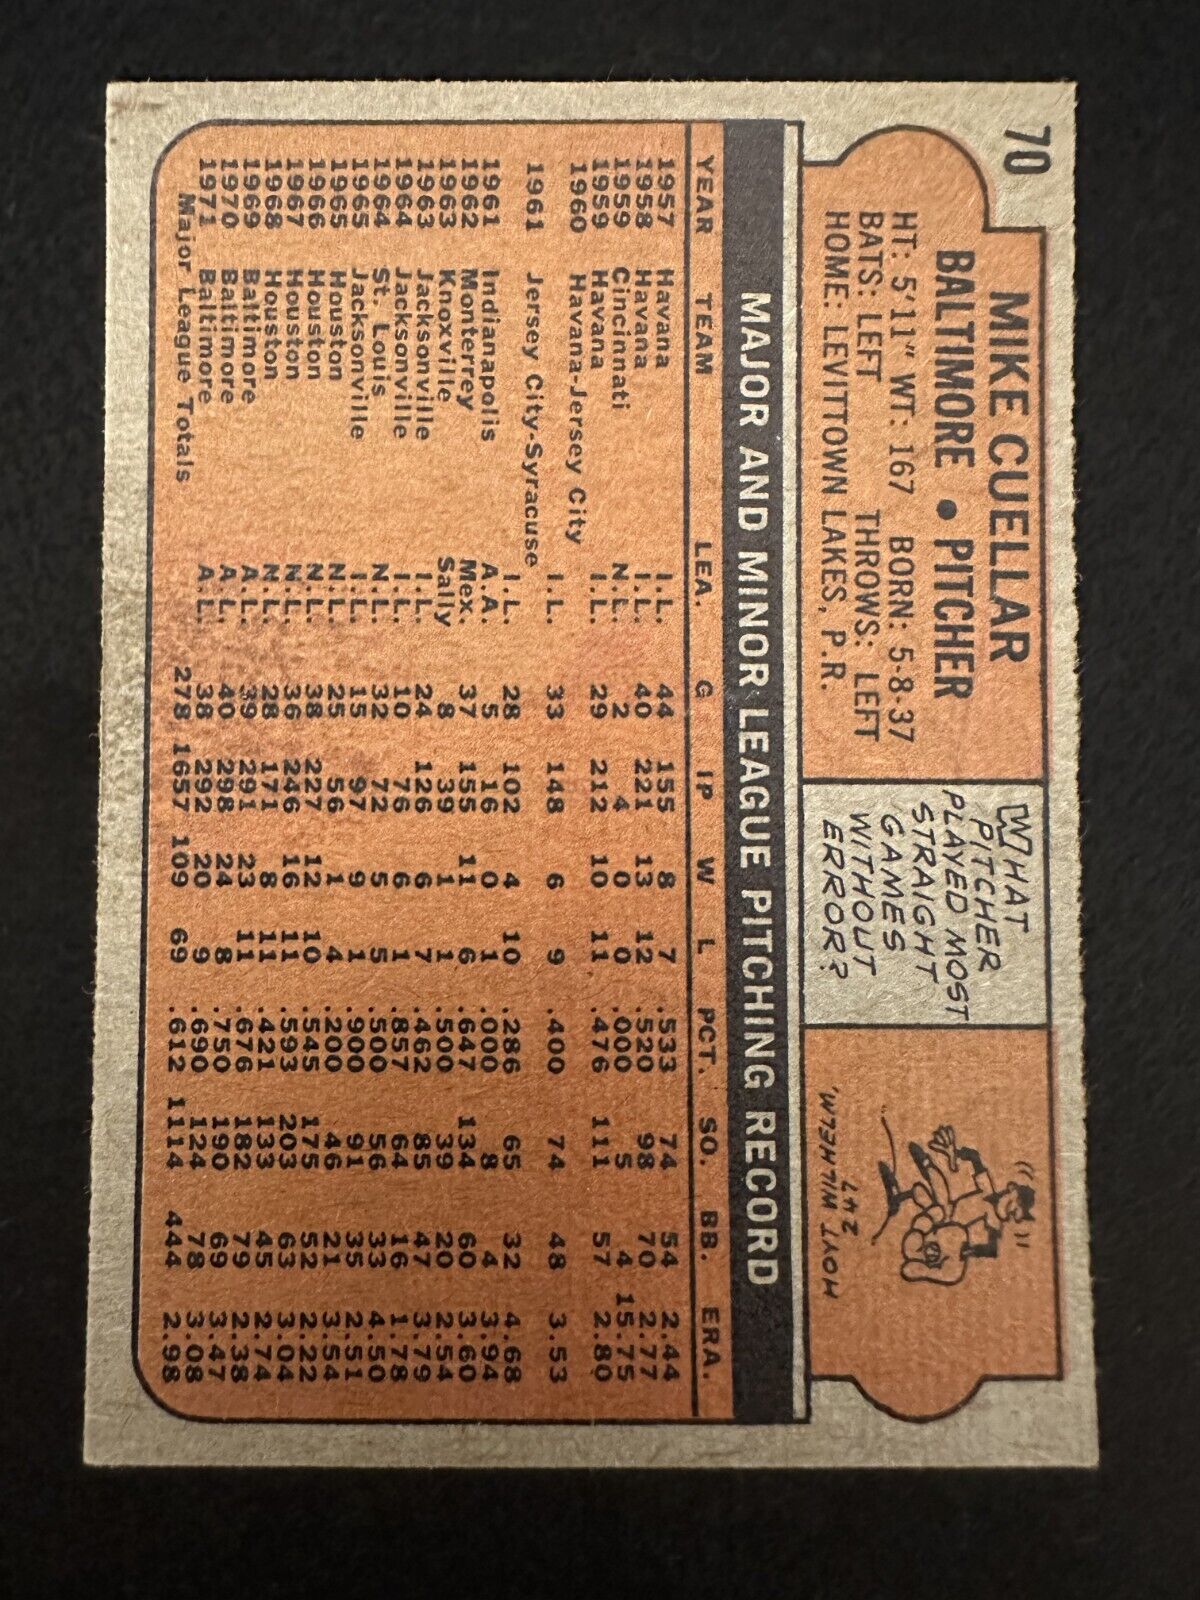 70
MIKE CUELLAR
BALTIMORE • PITCHER
HT: 5'11" WT: 167 BORN: 5-8-37
BATS: LEFT THROWS: LEFT
HOME: LEVITTOWN LAKES, P.R.
WHAT
PITCHER
PLAYED MOST
STRAIGHT
GAMES
WITHOUT
ERROR?
HOYT WILHELM,
247
MAJOR AND MINOR LEAGUE PITCHING RECORD
YEAR TEAM LEA. G IP W L PCT. SO. BB. ERA.
1957 Havana I.L. 44 155 8 7 .533 74 54 2.44
1958 Havana I.L. 40 221 13 12 .520 98 70 2.77
1959 Cincinnati N.L. 2 4 0 0 .000 5 4 15.75
1959 Havana I.L. 29 212 10 11 .476 111 57 2.80
1960 Havana-Jersey City I.L. 33 148 6 9 .400 74 48 3.53
1961 Jersey City-Syracuse I.L. 28 102 4 10 .286 65 32 4.68
1961 Indianapolis A.A. 5 16 0 1 .000 8 4 3.94
1962 Monterrey Mex. 37 155 11 6 .647 134 60 3.60
1963 Knoxville Sally 8 39 1 1 .500 39 20 2.54
1963 Jacksonville I.L. 24 126 6 7 .462 85 47 3.79
1964 Jacksonville I.L. 10 76 6 1 .857 64 16 1.78
1964 St. Louis N.L. 32 72 5 5 .500 56 33 4.50
1965 Jacksonville I.L. 15 97 9 1 .900 91 35 2.51
1965 Houston N.L. 25 56 1 4 .200 46 21 3.54
1966 Houston N.L. 38 227 12 10 .545 175 52 2.22
1967 Houston N.L. 36 246 16 11 .593 203 63 3.04
1968 Houston N.L. 28 171 8 11 .421 133 45 2.74
1969 Baltimore A.L. 39 291 23 11 .676 182 79 2.38
1970 Baltimore A.L. 40 298 24 8 .750 190 69 3.47
1971 Baltimore A.L. 38 292 20 9 .690 124 78 3.08
Major League Totals 278 1657 109 69 .612 1114 444 2.98